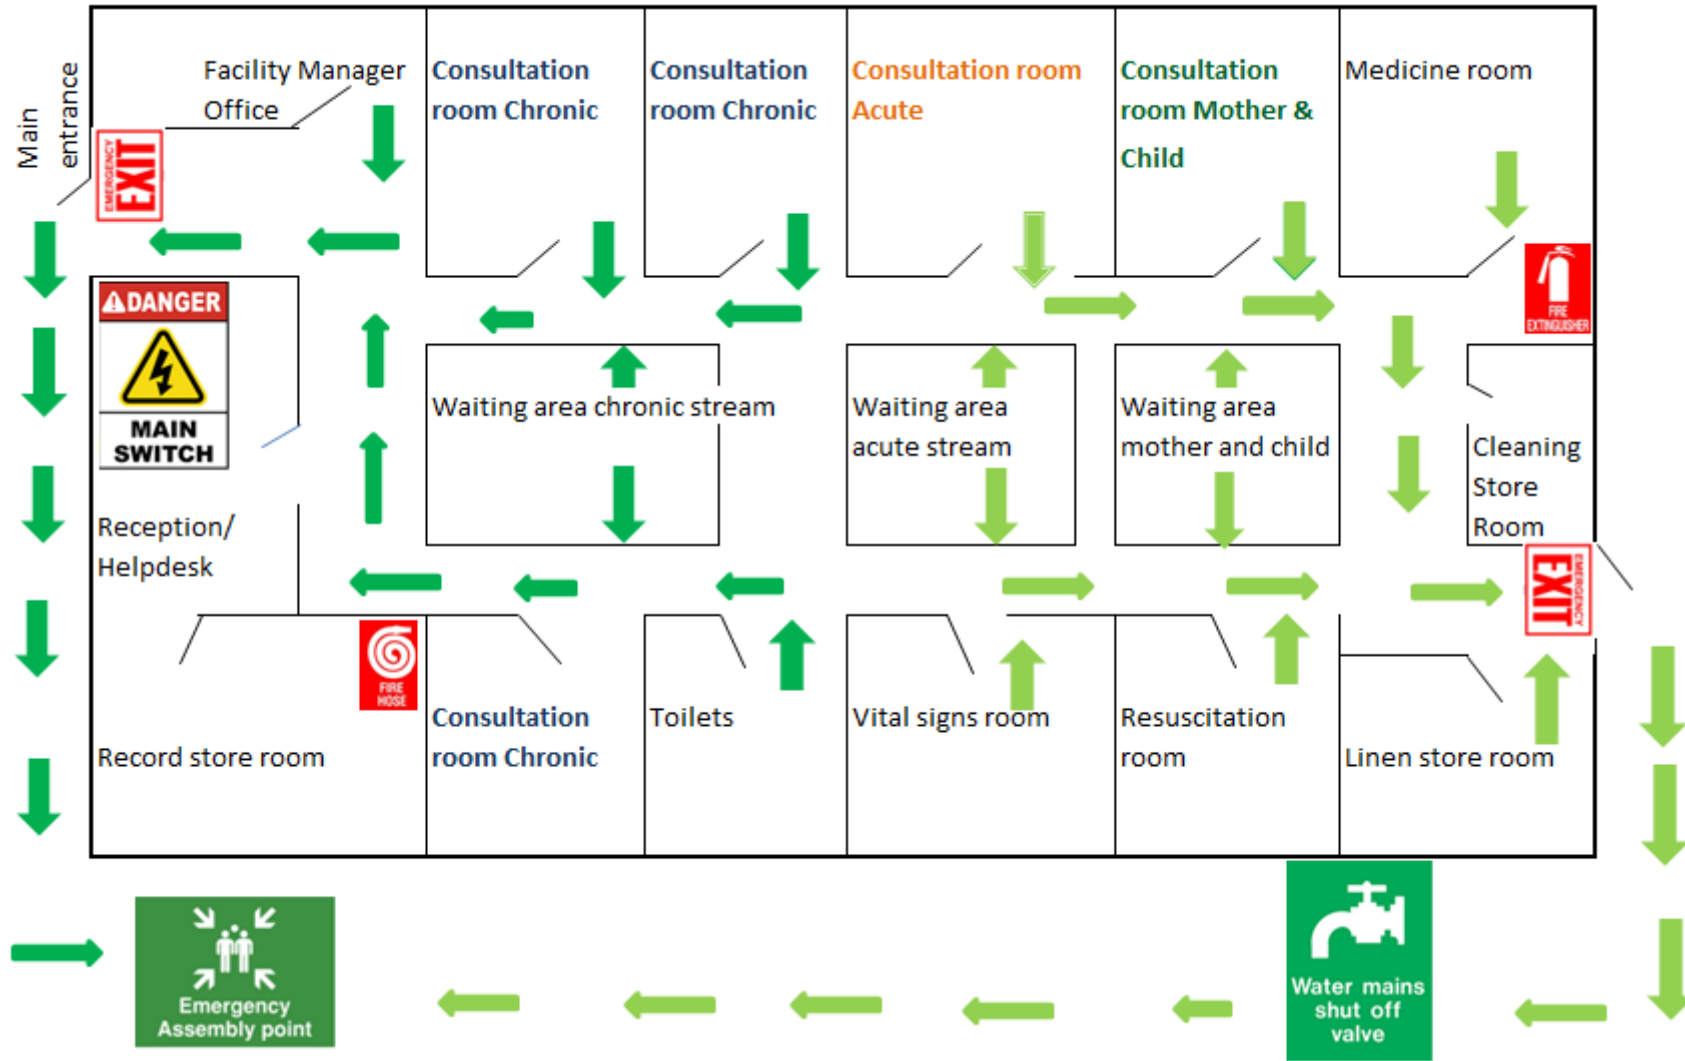 Main
entrance
EMERGENCY
EXIT
Facility Manager
Office
Consultation
room Chronic
Consultation
room Chronic
Consultation room
Acute
Consultation
room Mother &
Child
Medicine room
FIRE
EXTINGUISHER
DANGER
MAIN
SWITCH
Reception/
Helpdesk
Waiting area chronic stream
Waiting area
acute stream
Waiting area
mother and child
Cleaning
Store
Room
EMERGENCY
EXIT
FIRE
HOSE
Record store room
Consultation
room Chronic
Toilets
Vital signs room
Resuscitation
room
Linen store room
Emergency
Assembly point
Water mains
shut off
valve